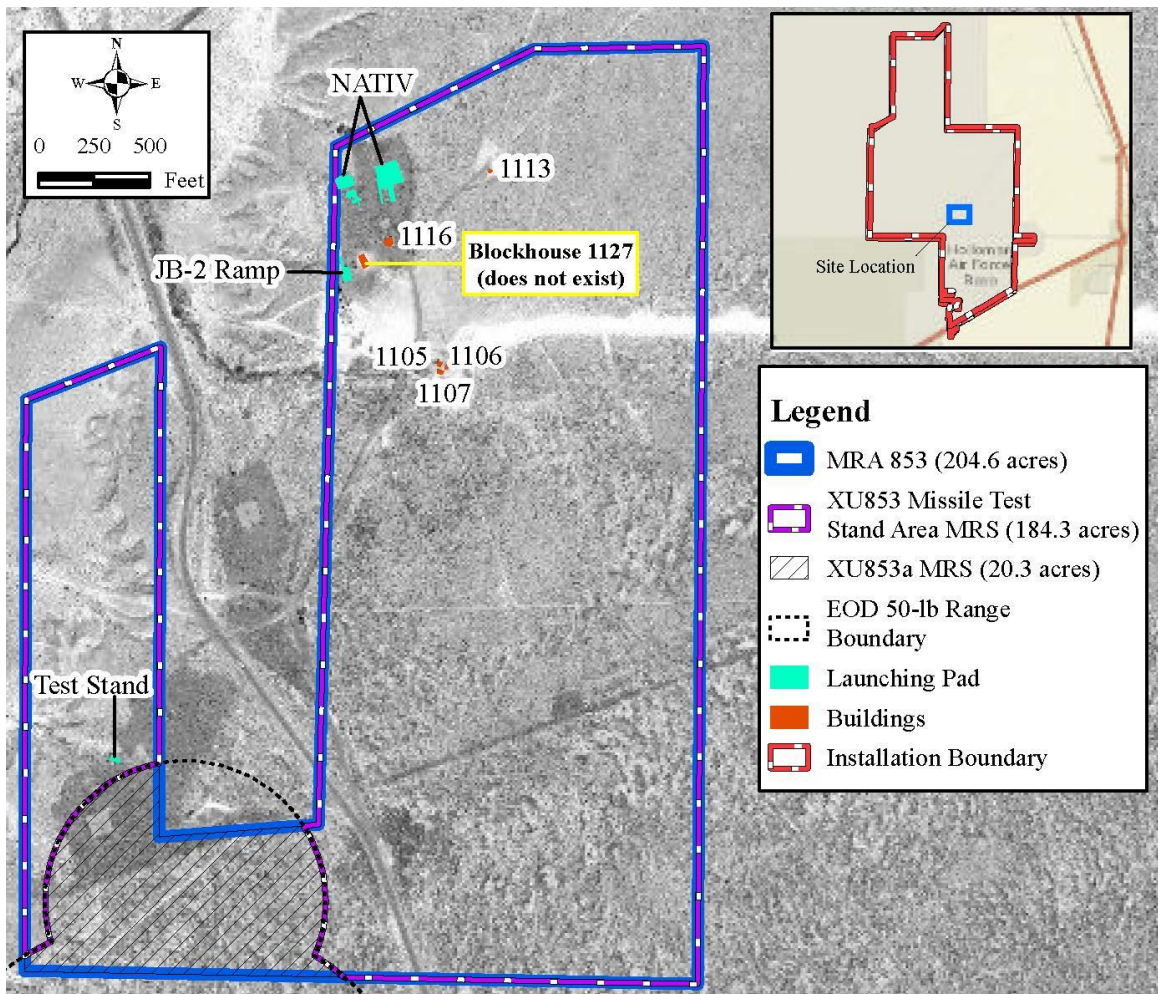 N
W E
S
0 250 500
Feet
NATIV
1113
1116
Blockhouse 1127
(does not exist)
JB-2 Ramp
1105 1106
1107
Test Stand
Site Location
Holloman
Air Force
Base
Legend
MRA 853 (204.6 acres)
XU853 Missile Test
Stand Area MRS (184.3 acres)
XU853a MRS (20.3 acres)
EOD 50-lb Range
Boundary
Launching Pad
Buildings
Installation Boundary